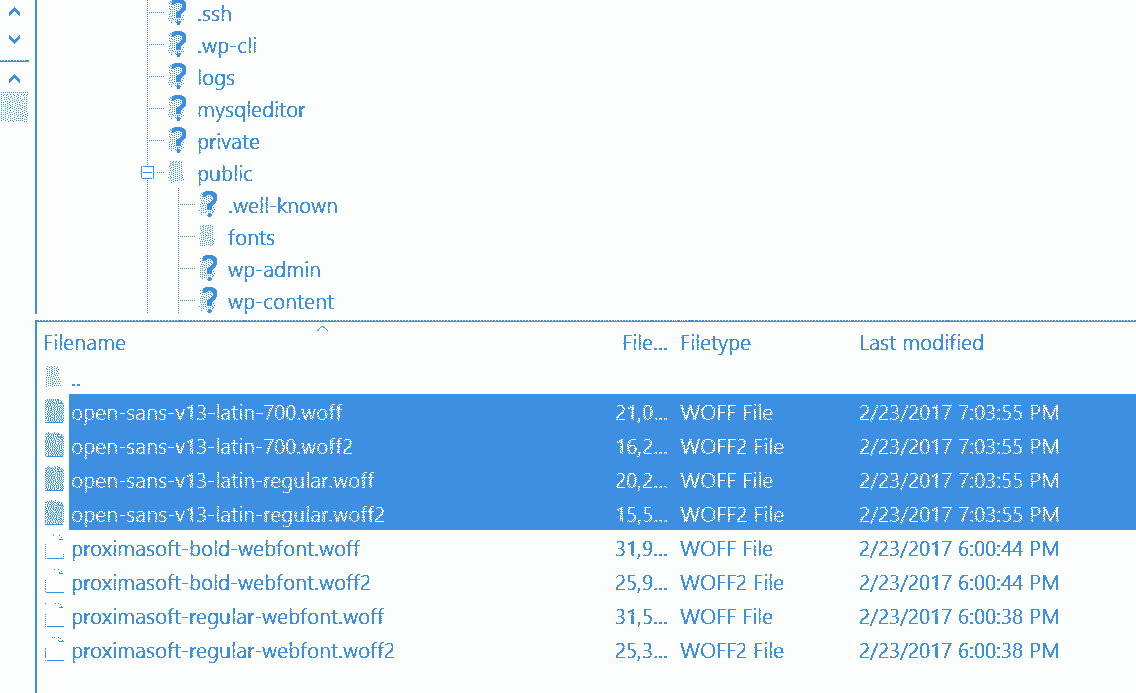 .ssh
.wp-cli
logs
mysqleditor
private
public
.well-known
fonts
wp-admin
wp-content
Filename File... Filetype Last modified
..
open-sans-v13-latin-700.woff 21,0... WOFF File 2/23/2017 7:03:55 PM
open-sans-v13-latin-700.woff2 16,2... WOFF2 File 2/23/2017 7:03:55 PM
open-sans-v13-latin-regular.woff 20,2... WOFF File 2/23/2017 7:03:55 PM
open-sans-v13-latin-regular.woff2 15,5... WOFF2 File 2/23/2017 7:03:55 PM
proximasoft-bold-webfont.woff 31,9... WOFF File 2/23/2017 6:00:44 PM
proximasoft-bold-webfont.woff2 25,9... WOFF2 File 2/23/2017 6:00:44 PM
proximasoft-regular-webfont.woff 31,5... WOFF File 2/23/2017 6:00:38 PM
proximasoft-regular-webfont.woff2 25,3... WOFF2 File 2/23/2017 6:00:38 PM